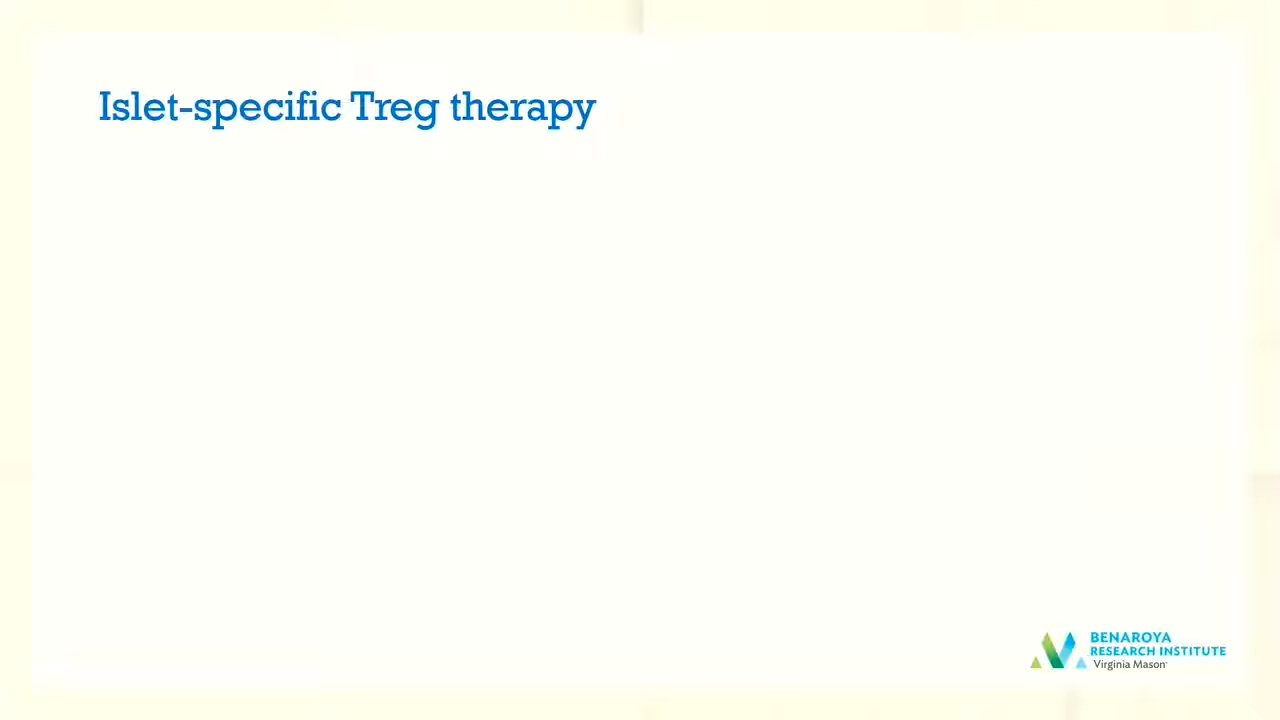 Islet-specific Treg therapy
BENAROYA
RESEARCH INSTITUTE
Virginia Mason